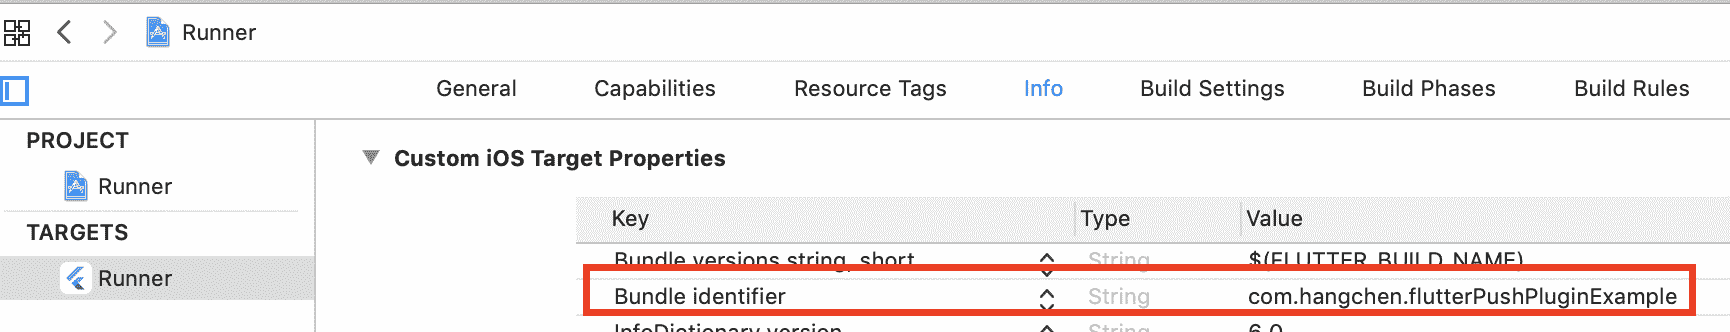 Runner
General Capabilities Resource Tags Info Build Settings Build Phases Build Rules
PROJECT
Runner
TARGETS
Runner
Custom iOS Target Properties
Key Type Value
Bundle versions string, short String $(FLUTTER_BUILD_NAME)
Bundle identifier String com.hangchen.flutterPushPluginExample
InfoDictionary version String 6.0